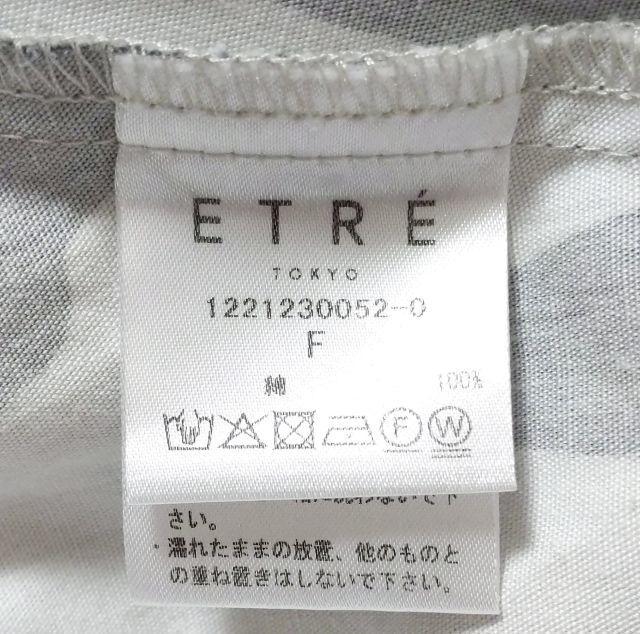 ETRÉ
TOKYO
1221230052-0
F
綿 100%
F W
さい。
・濡れたままの放置、他のものと
の重ね置きはしないで下さい。